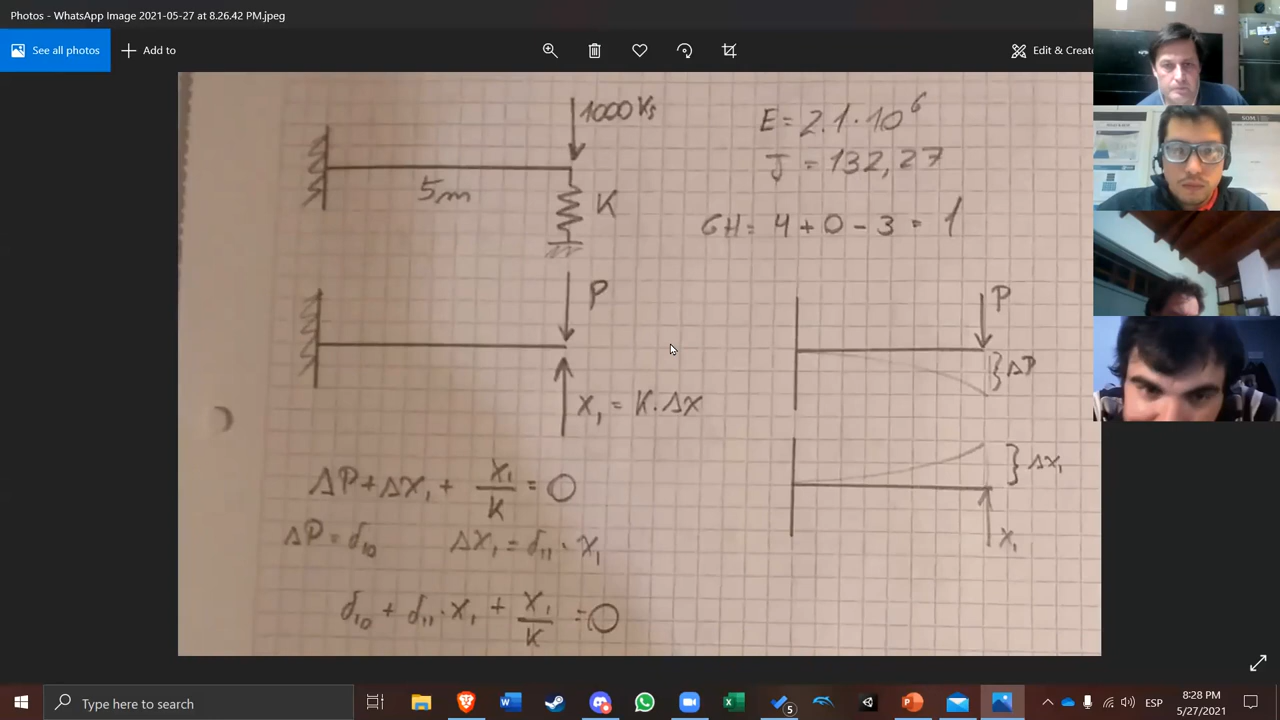 Photos - WhatsApp Image 2021-05-27 at 8.26.42 PM.jpeg
See all photos
Add to
Edit & Create
1000 Kg
5m
K
E = 2.1·10⁶
J = 132,27
GH = 4 + 0 - 3 = 1
P
X₁ = K·ΔX
P
ΔP
ΔX₁
X₁
ΔP + ΔX₁ + X₁/K = 0
ΔP = δ₁₀ ΔX₁ = δ₁₁ · X₁
δ₁₀ + δ₁₁·X₁ + X₁/K = 0
Type here to search
5
ESP
8:28 PM
5/27/2021